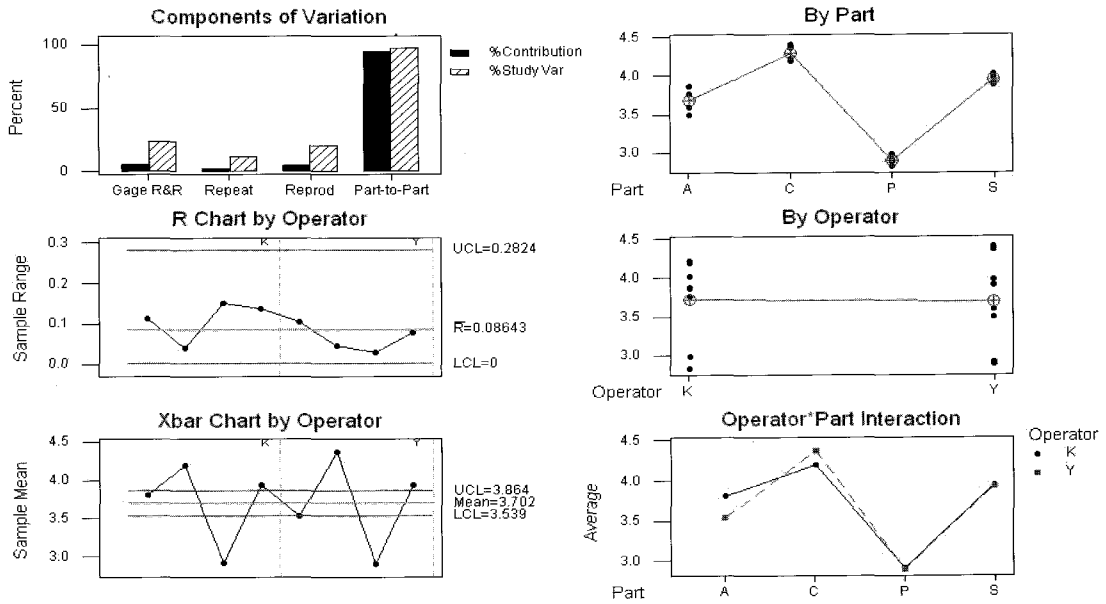 Components of Variation
100
50
0
Percent
%Contribution
%Study Var
Gage R&R
Repeat
Reprod
Part-to-Part
By Part
4.5
4.0
3.5
3.0
Part
A
C
P
S
R Chart by Operator
0.3
0.2
0.1
0.0
Sample Range
K
Y
UCL=0.2824
R=0.08643
LCL=0
By Operator
4.5
4.0
3.5
3.0
Operator
K
Y
Xbar Chart by Operator
4.5
4.0
3.5
3.0
Sample Mean
K
Y
UCL=3.864
Mean=3.702
LCL=3.539
Operator*Part Interaction
4.5
4.0
3.5
3.0
Average
Operator
K
Y
Part
A
C
P
S